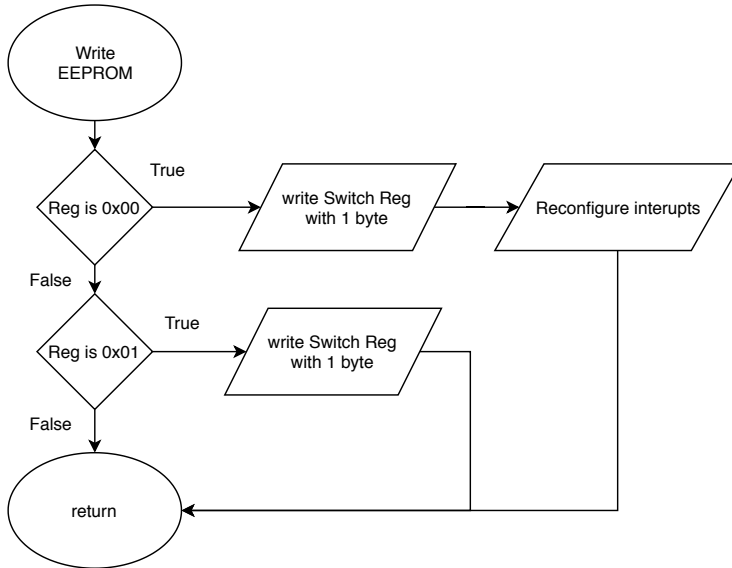 Write
EEPROM
True
Reg is 0x00
write Switch Reg
with 1 byte
Reconfigure interupts
False
True
Reg is 0x01
write Switch Reg
with 1 byte
False
return